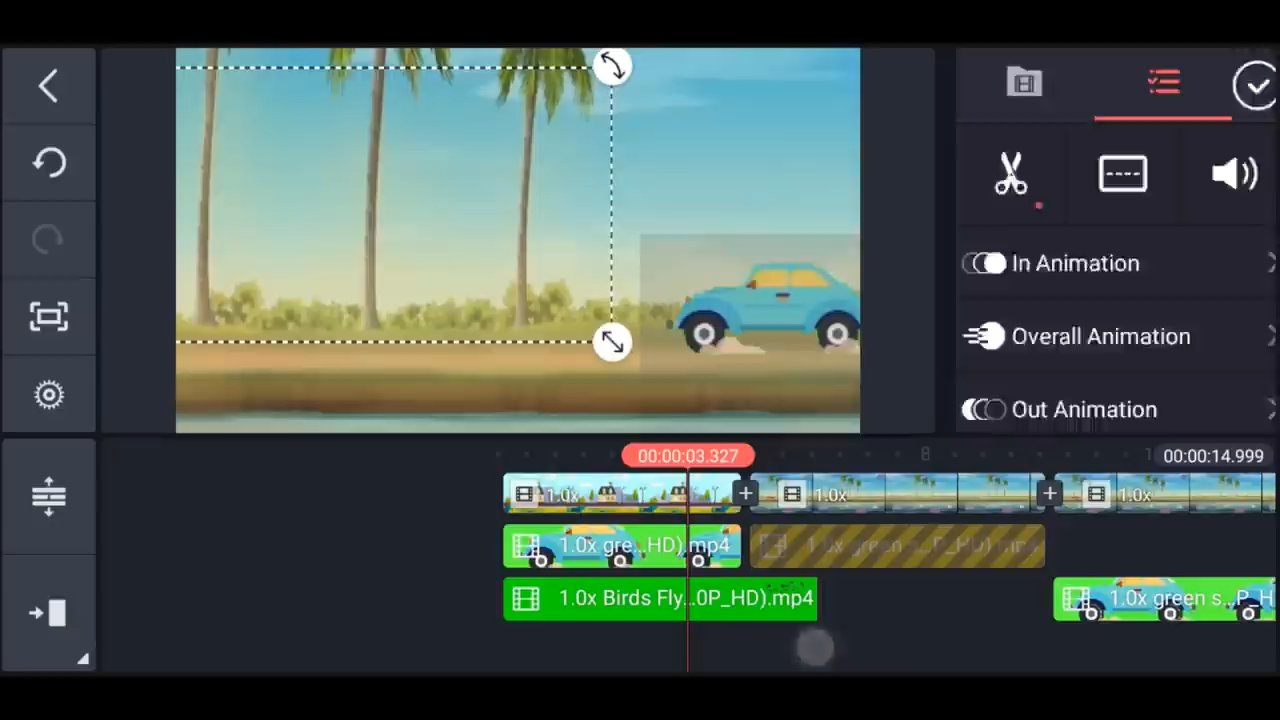 In Animation
Overall Animation
Out Animation
00:00:03.327
8
00:00:14.999
1.0x
1.0x
1.0x
1.0x gre...HD).mp4
1.0x Birds Fly...0P_HD).mp4
1.0x green s...P_H